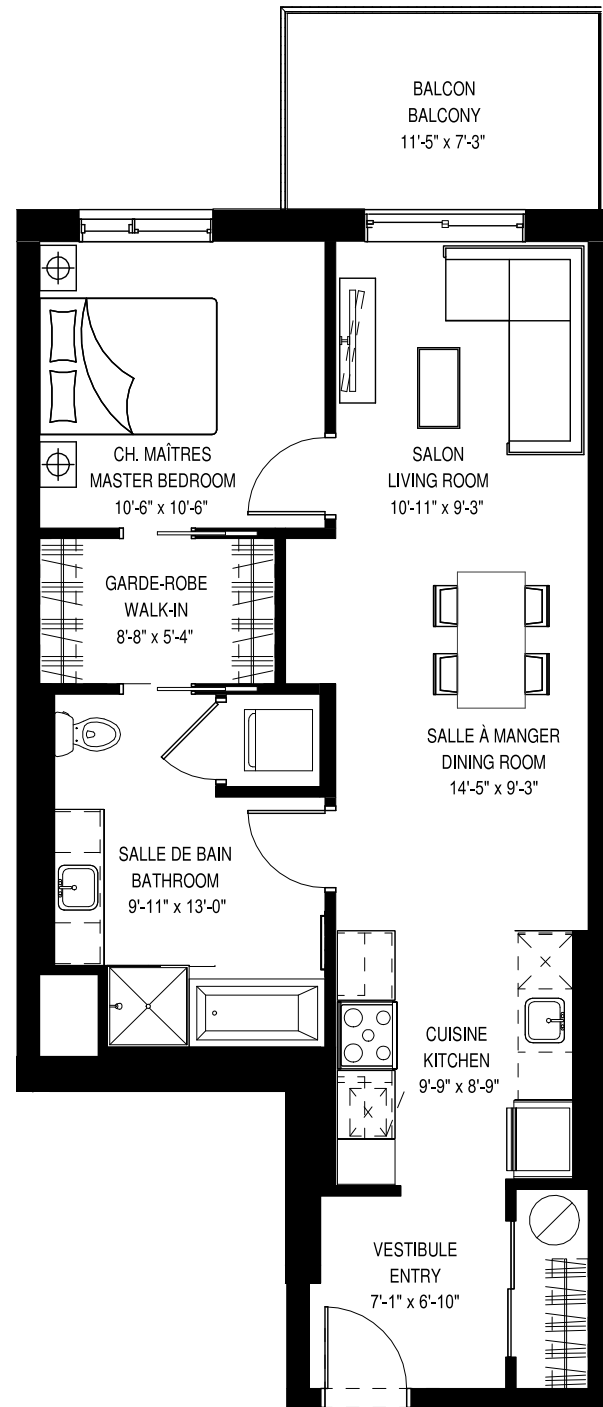 BALCON
BALCONY
11'-5" x 7'-3"
CH. MAÎTRES
MASTER BEDROOM
10'-6" x 10'-6"
SALON
LIVING ROOM
10'-11" x 9'-3"
GARDE-ROBE
WALK-IN
8'-8" x 5'-4"
SALLE À MANGER
DINING ROOM
14'-5" x 9'-3"
SALLE DE BAIN
BATHROOM
9'-11" x 13'-0"
CUISINE
KITCHEN
9'-9" x 8'-9"
VESTIBULE
ENTRY
7'-1" x 6'-10"